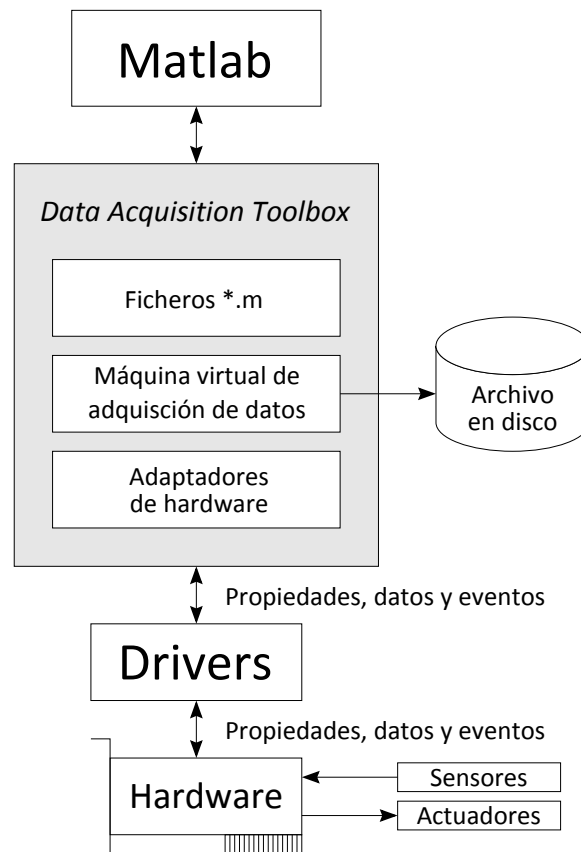 Matlab
Data Acquisition Toolbox
Ficheros *.m
Máquina virtual de
adquisción de datos
Archivo
en disco
Adaptadores
de hardware
Propiedades, datos y eventos
Drivers
Propiedades, datos y eventos
Hardware
Sensores
Actuadores